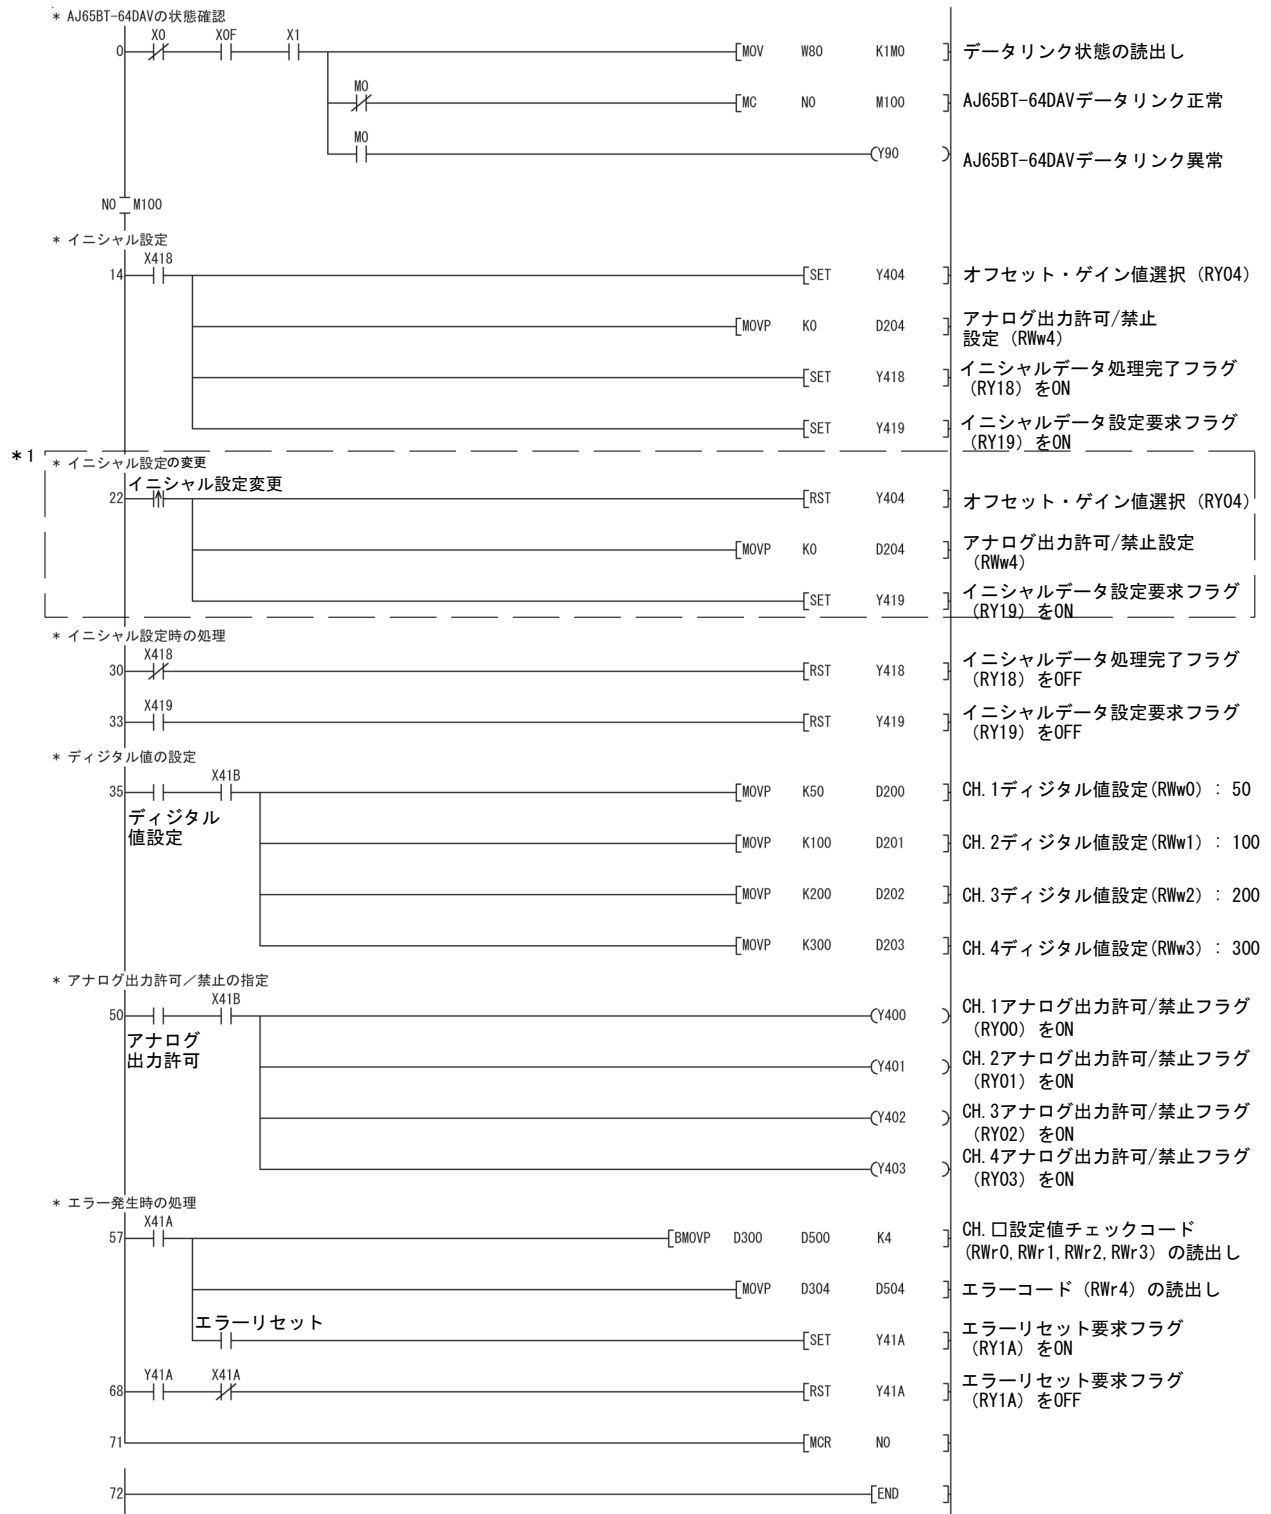 * AJ65BT-64DAVの状態確認
X0 X0F X1
0 MOV W80 K1M0 データリンク状態の読出し
M0
MC N0 M100 AJ65BT-64DAVデータリンク正常
M0
Y90 AJ65BT-64DAVデータリンク異常
N0 M100
* イニシャル設定
X418
14 SET Y404 オフセット・ゲイン値選択（RY04）
MOVP K0 D204 アナログ出力許可/禁止
設定（RWw4）
SET Y418 イニシャルデータ処理完了フラグ
（RY18）をON
SET Y419 イニシャルデータ設定要求フラグ
（RY19）をON
*1
* イニシャル設定の変更
イニシャル設定変更
22 RST Y404 オフセット・ゲイン値選択（RY04）
MOVP K0 D204 アナログ出力許可/禁止設定
（RWw4）
SET Y419 イニシャルデータ設定要求フラグ
（RY19）をON
* イニシャル設定時の処理
X418
30 RST Y418 イニシャルデータ処理完了フラグ
（RY18）をOFF
X419
33 RST Y419 イニシャルデータ設定要求フラグ
（RY19）をOFF
* ディジタル値の設定
X41B
35 MOVP K50 D200 CH.1ディジタル値設定(RWw0)： 50
ディジタル
値設定
MOVP K100 D201 CH.2ディジタル値設定(RWw1)： 100
MOVP K200 D202 CH.3ディジタル値設定(RWw2)： 200
MOVP K300 D203 CH.4ディジタル値設定(RWw3)： 300
* アナログ出力許可／禁止の指定
X41B
50 Y400 CH.1アナログ出力許可/禁止フラグ
（RY00）をON
アナログ
出力許可
Y401 CH.2アナログ出力許可/禁止フラグ
（RY01）をON
Y402 CH.3アナログ出力許可/禁止フラグ
（RY02）をON
Y403 CH.4アナログ出力許可/禁止フラグ
（RY03）をON
* エラー発生時の処理
X41A
57 BMOVP D300 D500 K4 CH.□設定値チェックコード
(RWr0,RWr1,RWr2,RWr3）の読出し
MOVP D304 D504 エラーコード（RWr4）の読出し
エラーリセット
SET Y41A エラーリセット要求フラグ
（RY1A）をON
Y41A X41A
68 RST Y41A エラーリセット要求フラグ
（RY1A）をOFF
71 MCR N0
72 END